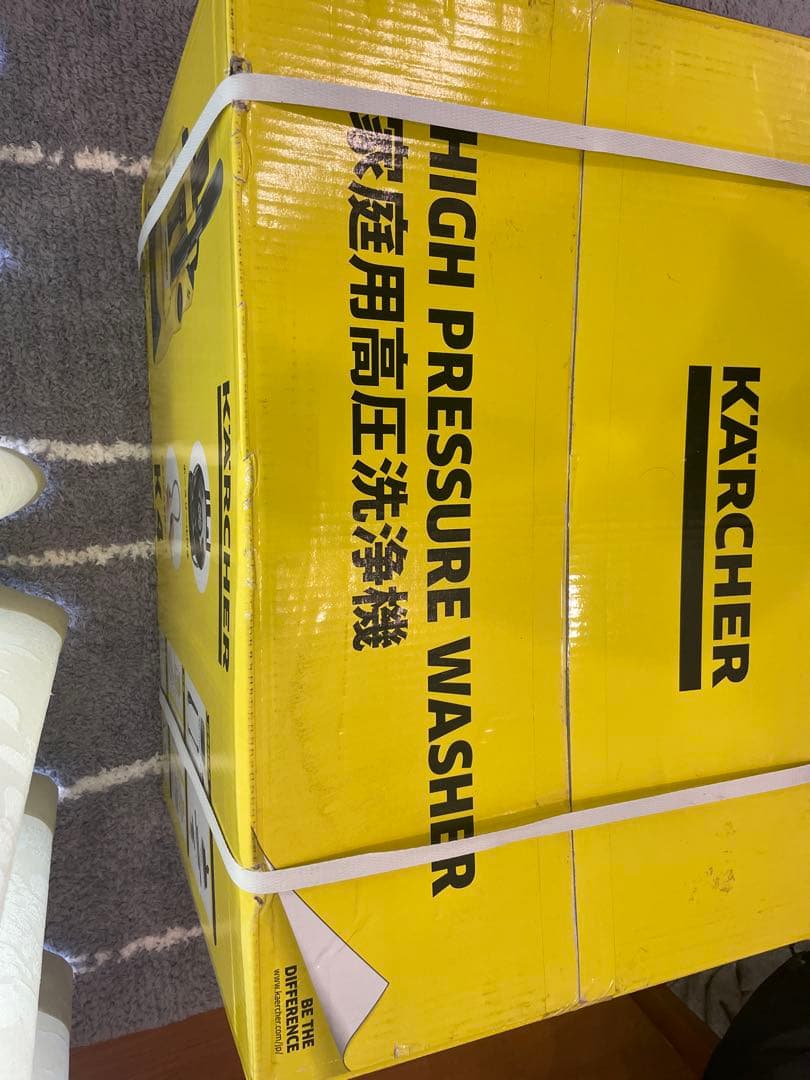 KÄRCHER
HIGH PRESSURE WASHER
家庭用高圧洗浄機
BE THE
DIFFERENCE
www.kaercher.com/jp/
KÄRCHER